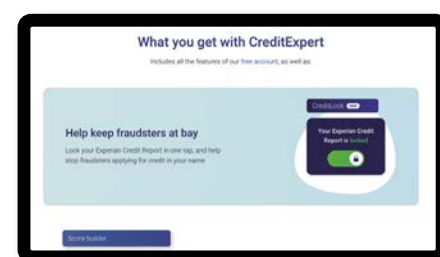 What you get with CreditExpert
Includes all the features of our free account, as well as:
CreditLock
Help keep fraudsters at bay
Your Experian Credit
Report is locked
Lock your Experian Credit Report in one tap, and help
stop fraudsters applying for credit in your name
Score builder